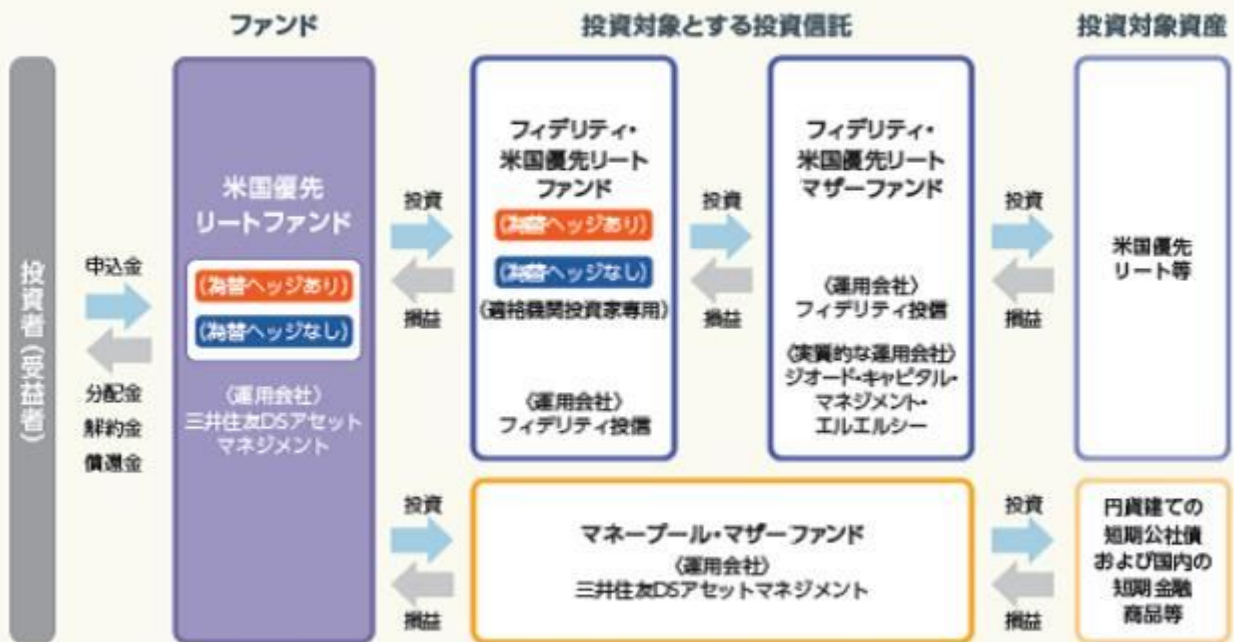 ファンド
投資対象とする投資信託
投資対象資産
投資者(受益者)
申込金
分配金
解約金
償還金
米国優先
リートファンド
(為替ヘッジあり)
(為替ヘッジなし)
〈運用会社〉
三井住友DSアセット
マネジメント
投資
損益
フィデリティ・
米国優先リート
ファンド
(為替ヘッジあり)
(為替ヘッジなし)
(適格機関投資家専用)
〈運用会社〉
フィデリティ投信
投資
損益
フィデリティ・
米国優先リート
マザーファンド
〈運用会社〉
フィデリティ投信
〈実質的な運用会社〉
ジオード・キャピタル・
マネジメント・
エルエルシー
投資
損益
米国優先
リート等
投資
損益
マネープール・マザーファンド
〈運用会社〉
三井住友DSアセットマネジメント
投資
損益
円貨建ての
短期公社債
および国内の
短期金融
商品等